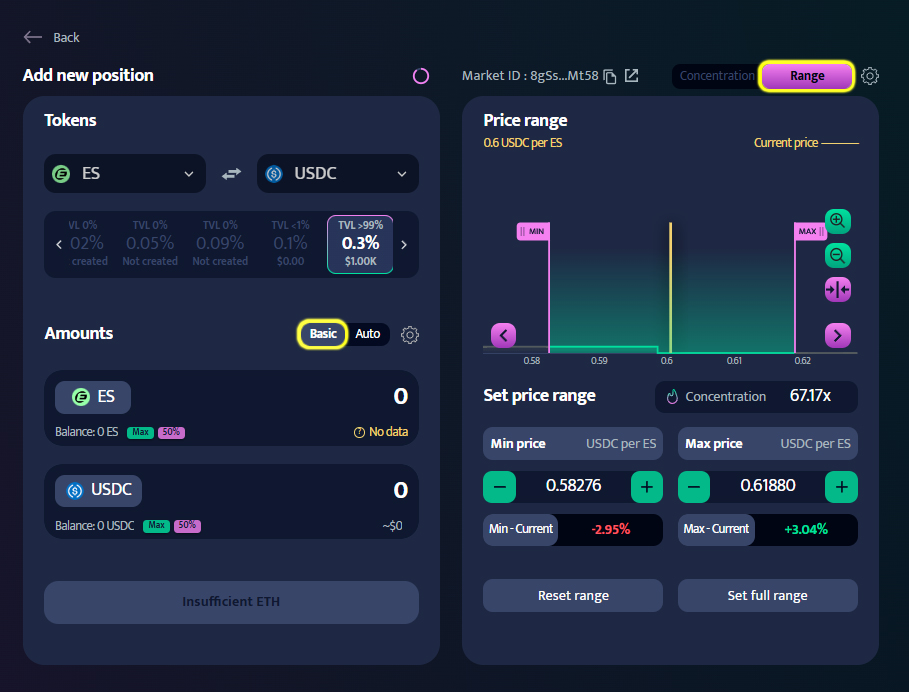 Back
Add new position
Market ID : 8gSs...Mt58
Concentration Range
Tokens
ES
USDC
VL 0% TVL 0% TVL 0% TVL <1% TVL >99%
02% 0.05% 0.09% 0.1% 0.3%
created Not created Not created $0.00 $1.00K
Amounts
Basic Auto
ES 0
Balance: 0 ES Max 50% No data
USDC 0
Balance: 0 USDC Max 50% ~$0
Insufficient ETH
Price range
0.6 USDC per ES Current price
MIN MAX
0.58 0.59 0.6 0.61 0.62
Set price range Concentration 67.17x
Min price USDC per ES Max price USDC per ES
− 0.58276 + − 0.61880 +
Min - Current -2.95% Max - Current +3.04%
Reset range Set full range